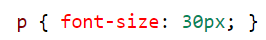 p { font-size: 30px; }